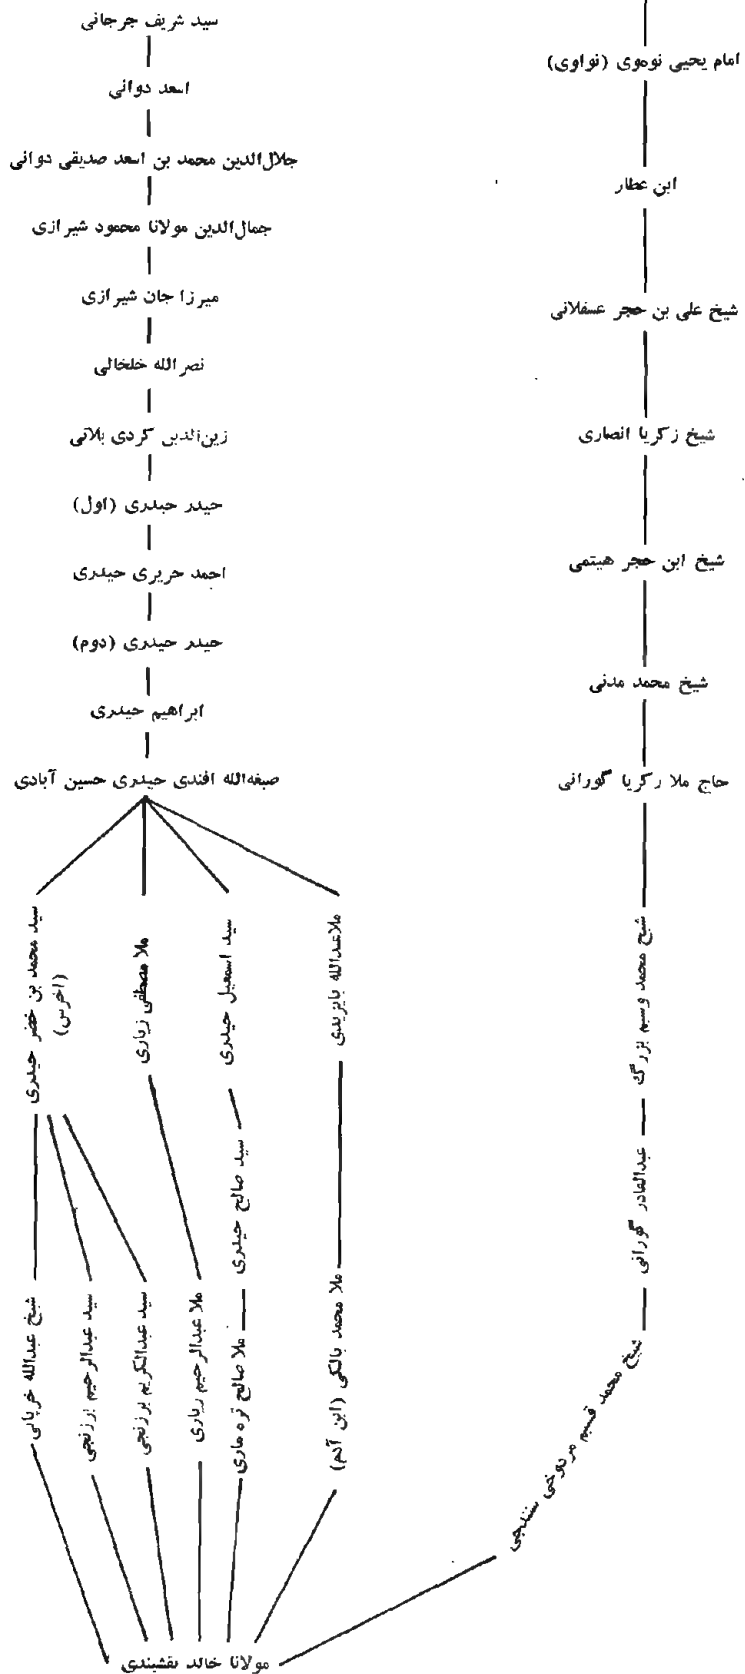 سید شریف جرجانی
اسعد دوانی
جلال‌الدین محمد بن اسعد صدیقی دوانی
جمال‌الدین مولانا محمود شیرازی
میرزا جان شیرازی
نصرالله خلخالی
زین‌الدین کردی بلاتی
حیدر حیدری (اول)
احمد حریری حیدری
حیدر حیدری (دوم)
ابراهیم حیدری
صبغه‌الله افندی حیدری حسین آبادی
امام یحیی نوه‌وی (نواوی)
ابن عطار
شیخ علی بن حجر عسقلانی
شیخ زکریا انصاری
شیخ ابن حجر هیتمی
شیخ محمد مدنی
حاج ملا زکریا گورانی
شیخ محمد وسیم بزرگ
عبدالقادر گورانی
شیخ محمد قسیم مردوخی سنندجی
ملاعبدالله بایزیدی
ملا محمد بالکی (ابن آدم)
سید اسمعیل حیدری
سید صالح حیدری
ملا صالح تره ماری
ملا مصطفی زیاری
ملا عبدالرحیم زیاری
سید محمد بن خضر حیدری
(اخرس)
سید عبدالکریم برزنجی
سید عبدالرحیم برزنجی
شیخ عبدالله خرپانی
مولانا خالد نقشبندی